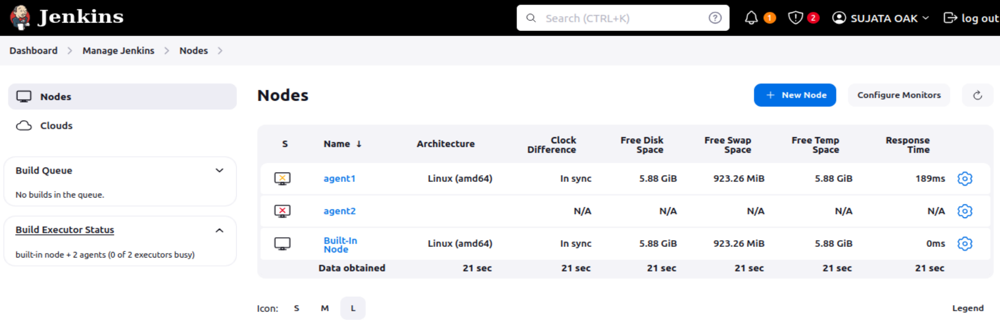 Jenkins
Search (CTRL+K)
?
1
2
SUJATA OAK
log out
Dashboard > Manage Jenkins > Nodes >
Nodes
Clouds
Build Queue
No builds in the queue.
Build Executor Status
built-in node + 2 agents (0 of 2 executors busy)
Nodes
+ New Node
Configure Monitors
S Name ↓ Architecture Clock Difference Free Disk Space Free Swap Space Free Temp Space Response Time
agent1 Linux (amd64) In sync 5.88 GiB 923.26 MiB 5.88 GiB 189ms
agent2 N/A N/A N/A N/A N/A
Built-In Node Linux (amd64) In sync 5.88 GiB 923.26 MiB 5.88 GiB 0ms
Data obtained 21 sec 21 sec 21 sec 21 sec 21 sec 21 sec
Icon: S M L
Legend